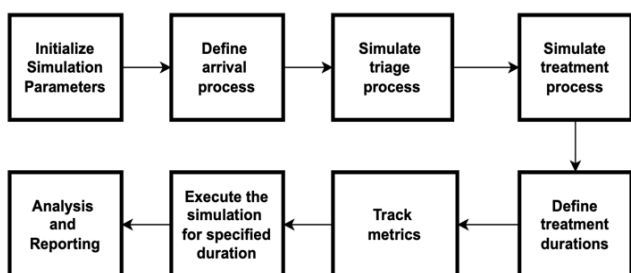 Initialize
Simulation
Parameters
Define
arrival
process
Simulate
triage
process
Simulate
treatment
process
Define
treatment
durations
Track
metrics
Execute the
simulation
for specified
duration
Analysis
and
Reporting